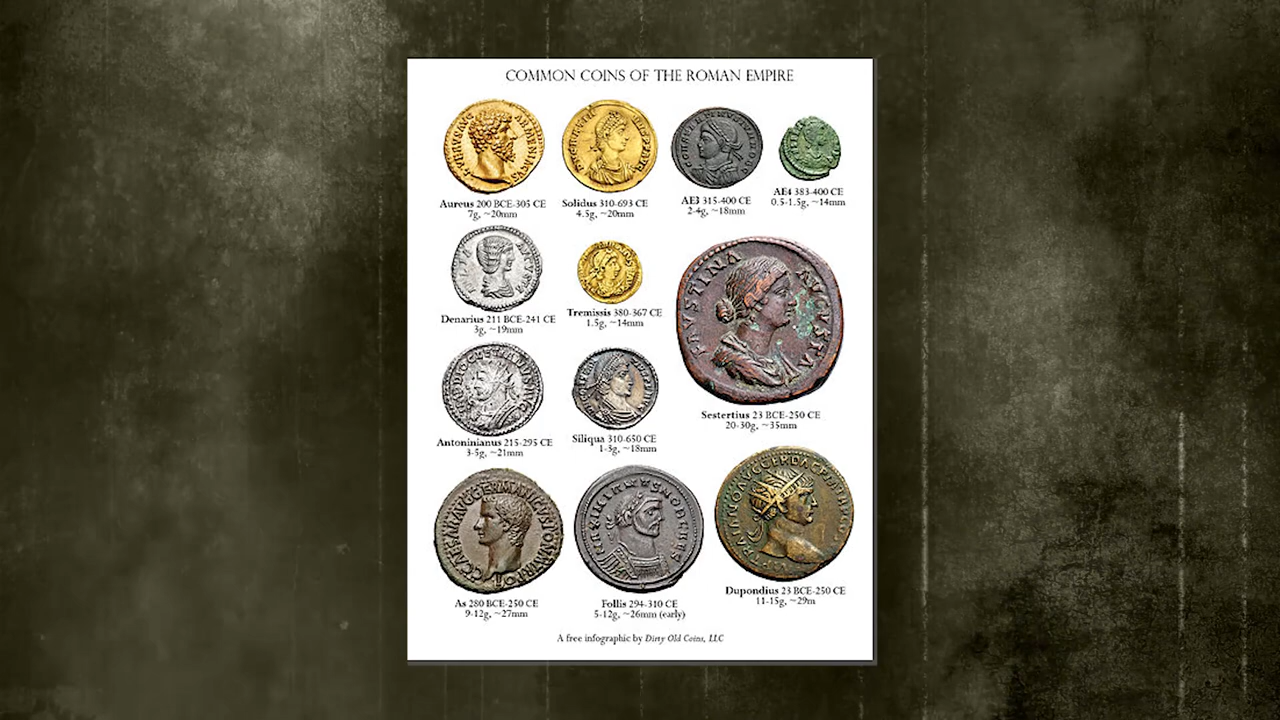 COMMON COINS OF THE ROMAN EMPIRE
Aureus 200 BCE-305 CE
7g, ~20mm
Solidus 310-693 CE
4.5g, ~20mm
AE3 315-400 CE
2-4g, ~18mm
AE4 383-400 CE
0.5-1.5g, ~14mm
Denarius 211 BCE-241 CE
3g, ~19mm
Tremissis 380-367 CE
1.5g, ~14mm
FAVSTINA AVGVSTA
Sestertius 23 BCE-250 CE
20-30g, ~35mm
Antoninianus 215-295 CE
3-5g, ~21mm
Siliqua 310-650 CE
1-3g, ~18mm
As 280 BCE-250 CE
9-12g, ~27mm
Follis 294-310 CE
5-12g, ~26mm (early)
Dupondius 23 BCE-250 CE
11-15g, ~29m
A free infographic by Dirty Old Coins, LLC